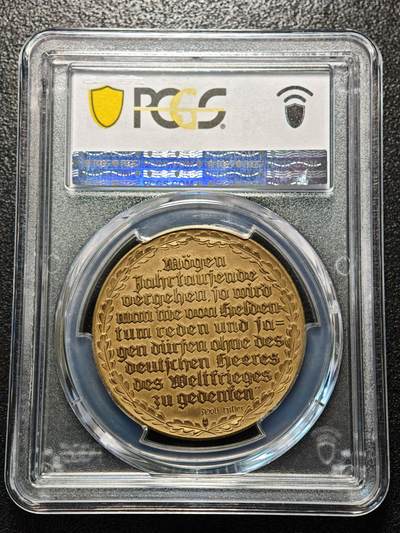 PCGS
Mögen
Jahrtausende
vergehen, so wird
man nie von Helden-
tum reden und sa=
gen dürfen ohne des
deutschen Heeres
des Weltkrieges
zu gedenken
Adolf Hitler